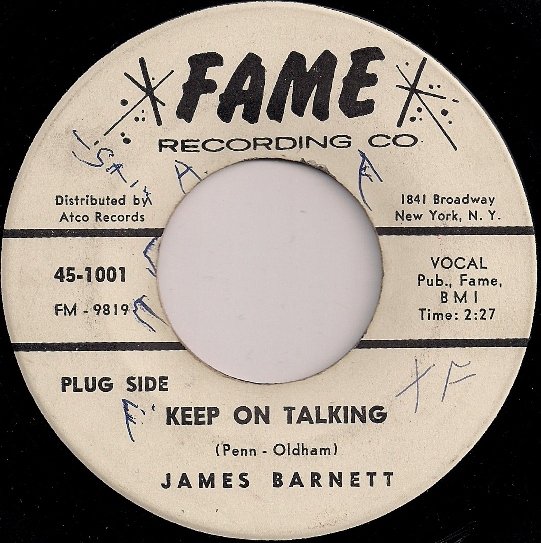 FAME
RECORDING CO
Distributed by
Atco Records
1841 Broadway
New York, N. Y.
45-1001
FM - 9819
VOCAL
Pub., Fame,
BMI
Time: 2:27
PLUG SIDE
KEEP ON TALKING
(Penn - Oldham)
JAMES BARNETT